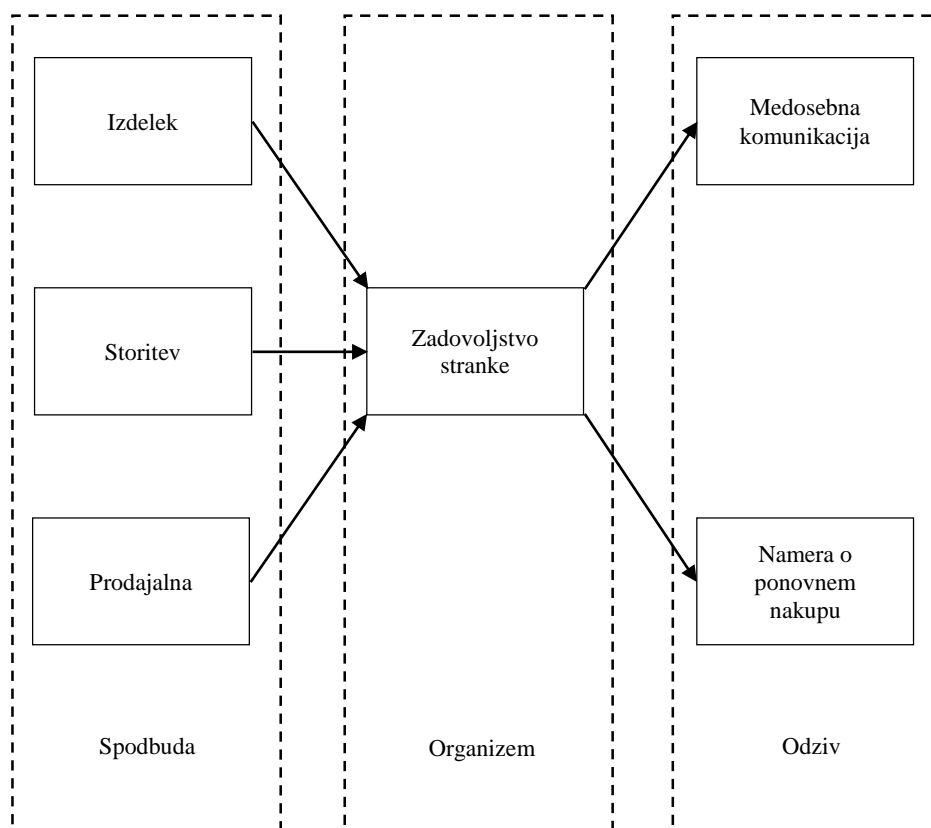 Izdelek
Medosebna
komunikacija
Storitev
Zadovoljstvo
stranke
Prodajalna
Namera o
ponovnem
nakupu
Spodbuda
Organizem
Odziv